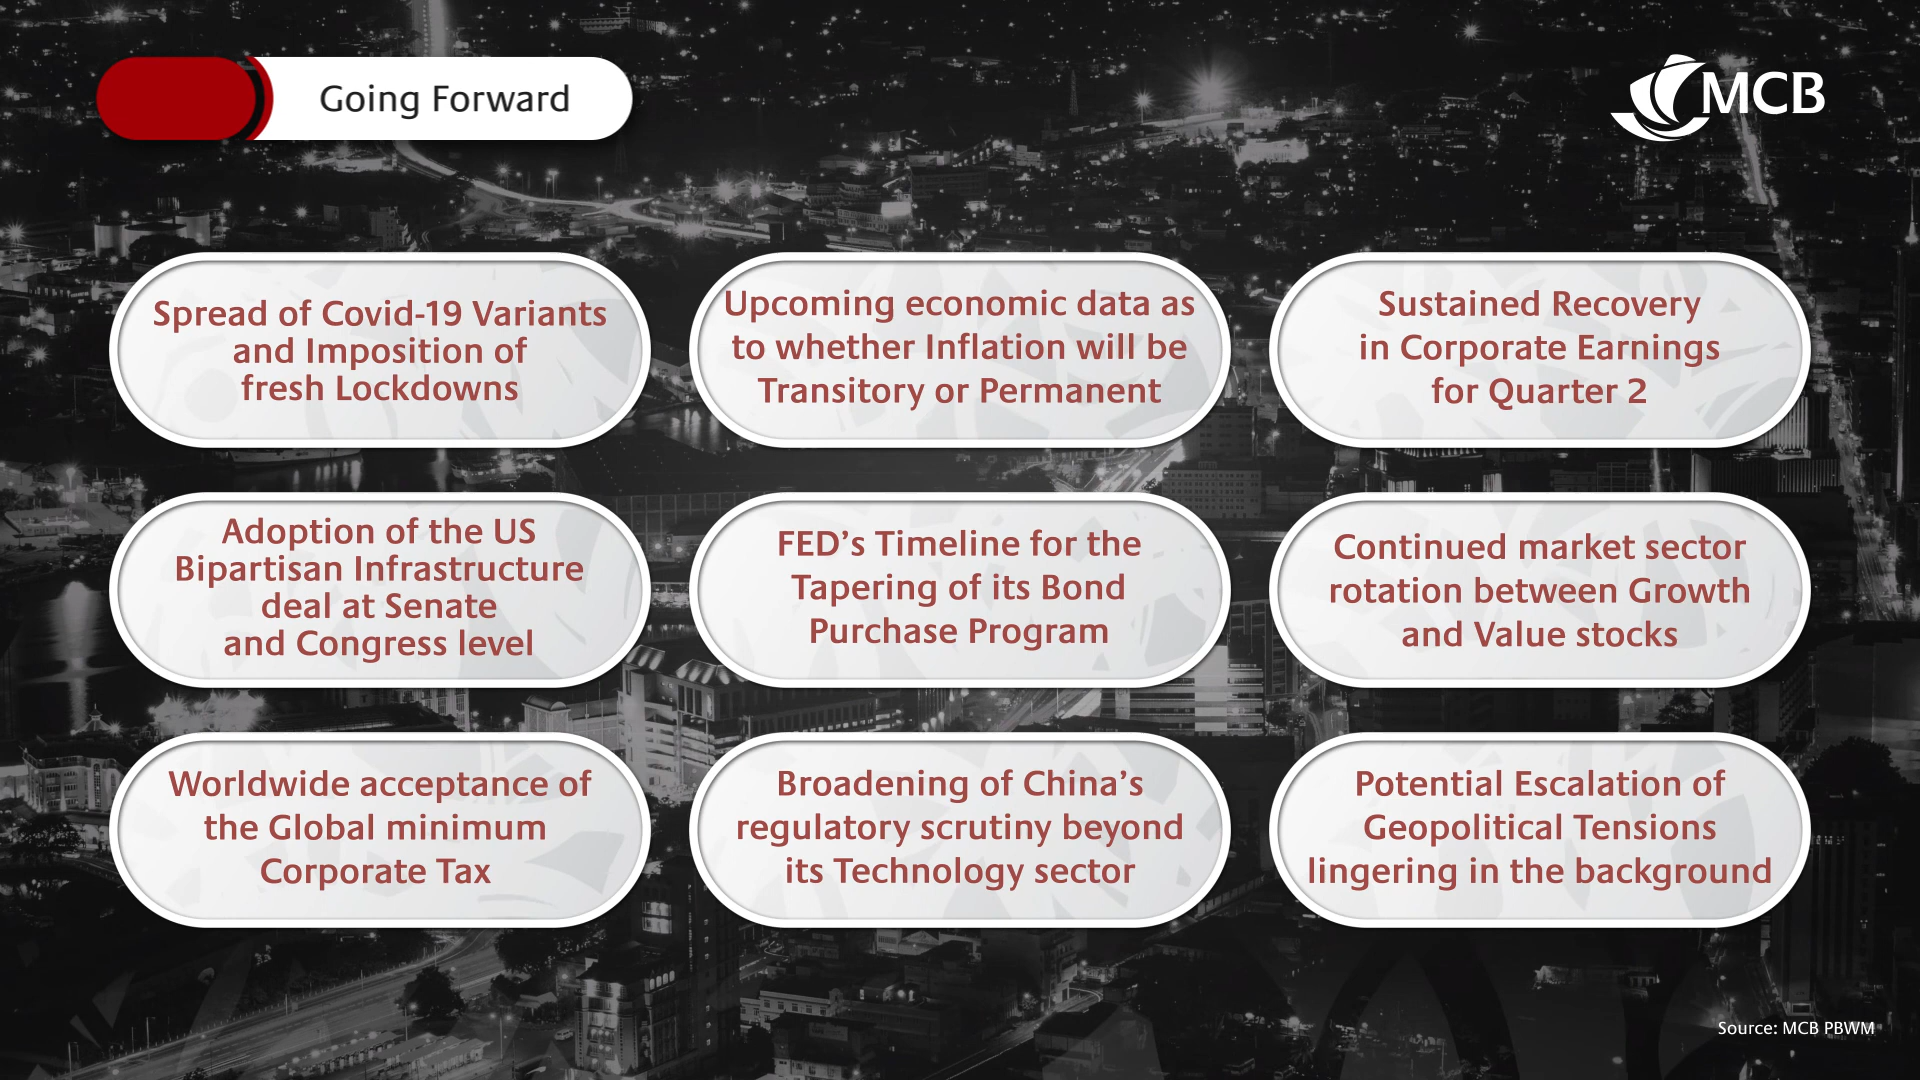 Going Forward
MCB
Spread of Covid-19 Variants
and Imposition of
fresh Lockdowns
Upcoming economic data as
to whether Inflation will be
Transitory or Permanent
Sustained Recovery
in Corporate Earnings
for Quarter 2
Adoption of the US
Bipartisan Infrastructure
deal at Senate
and Congress level
FED’s Timeline for the
Tapering of its Bond
Purchase Program
Continued market sector
rotation between Growth
and Value stocks
Worldwide acceptance of
the Global minimum
Corporate Tax
Broadening of China’s
regulatory scrutiny beyond
its Technology sector
Potential Escalation of
Geopolitical Tensions
lingering in the background
Source: MCB PBWM